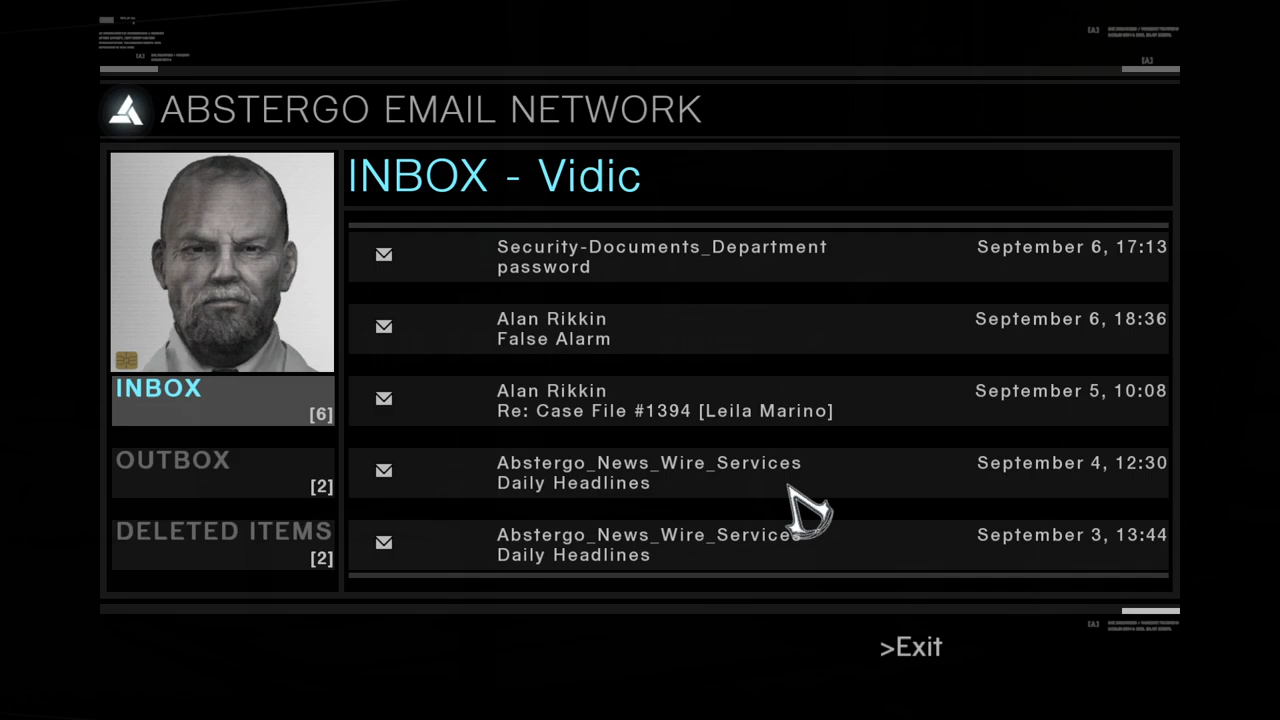 [A]
[A]
[A]
ABSTERGO EMAIL NETWORK
INBOX - Vidic
INBOX
[6]
OUTBOX
[2]
DELETED ITEMS
[2]
Security-Documents_Department
September 6, 17:13
password
Alan Rikkin
September 6, 18:36
False Alarm
Alan Rikkin
September 5, 10:08
Re: Case File #1394 [Leila Marino]
Abstergo_News_Wire_Services
September 4, 12:30
Daily Headlines
Abstergo_News_Wire_Services
September 3, 13:44
Daily Headlines
[A]
>Exit